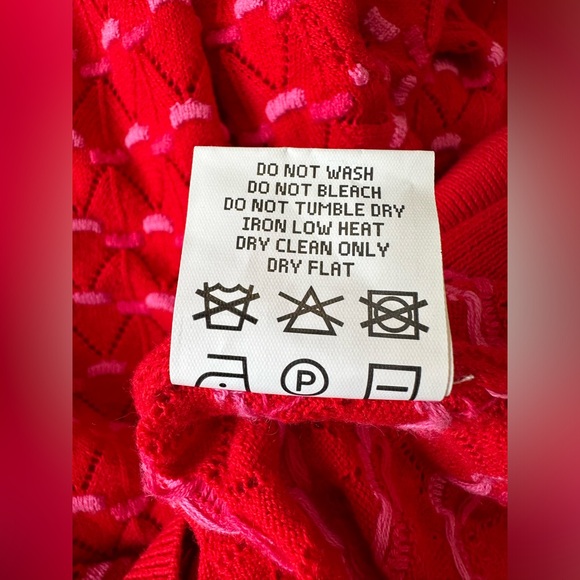 DO NOT WASH
DO NOT BLEACH
DO NOT TUMBLE DRY
IRON LOW HEAT
DRY CLEAN ONLY
DRY FLAT
P